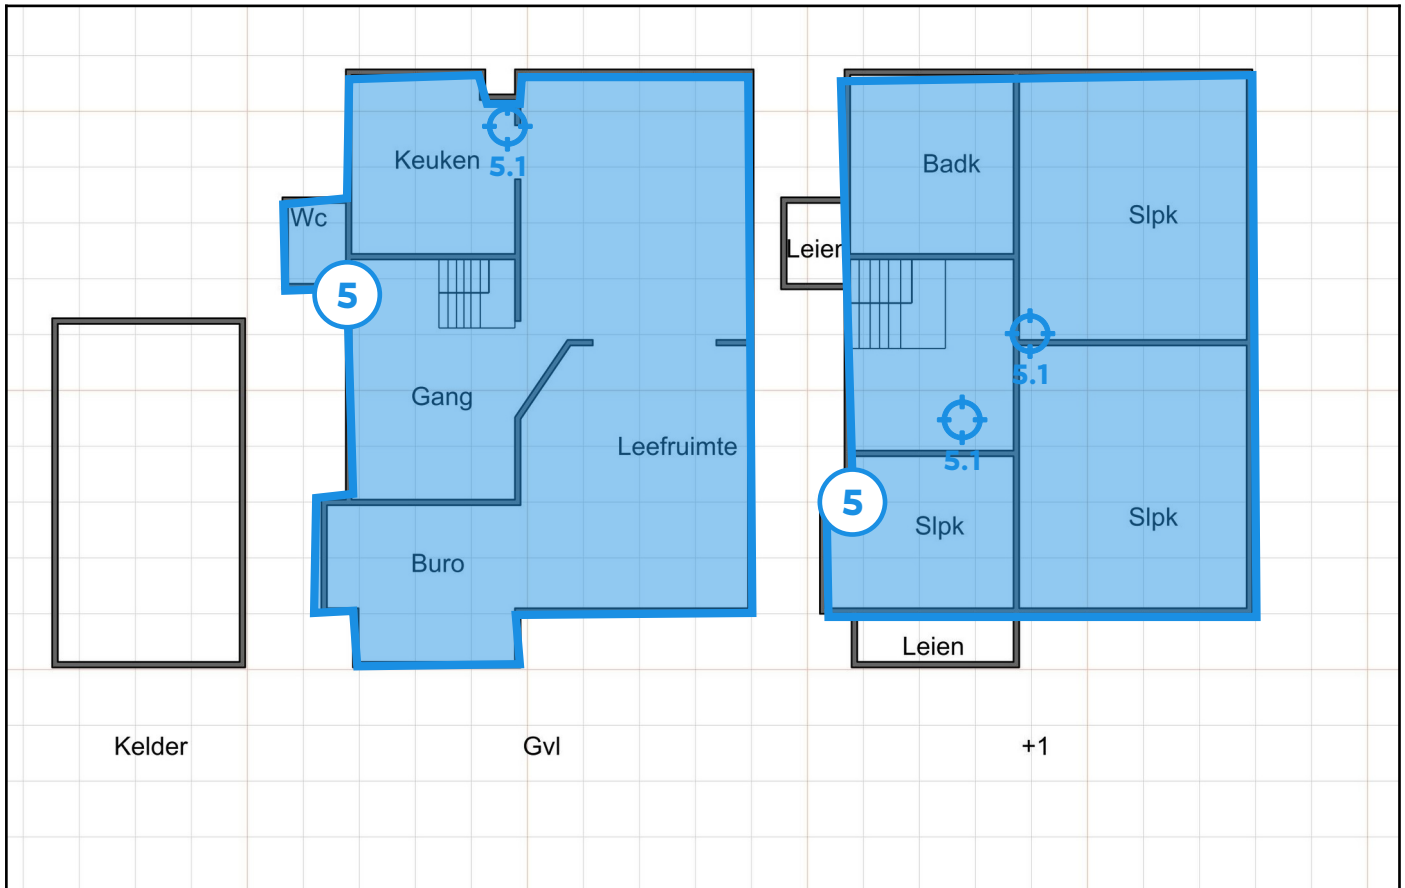 Keuken
5.1
Wc
5
Gang
Leefruimte
Buro
Badk
Slpk
Leien
5.1
5.1
5
Slpk
Slpk
Leien
Kelder
Gvl
+1